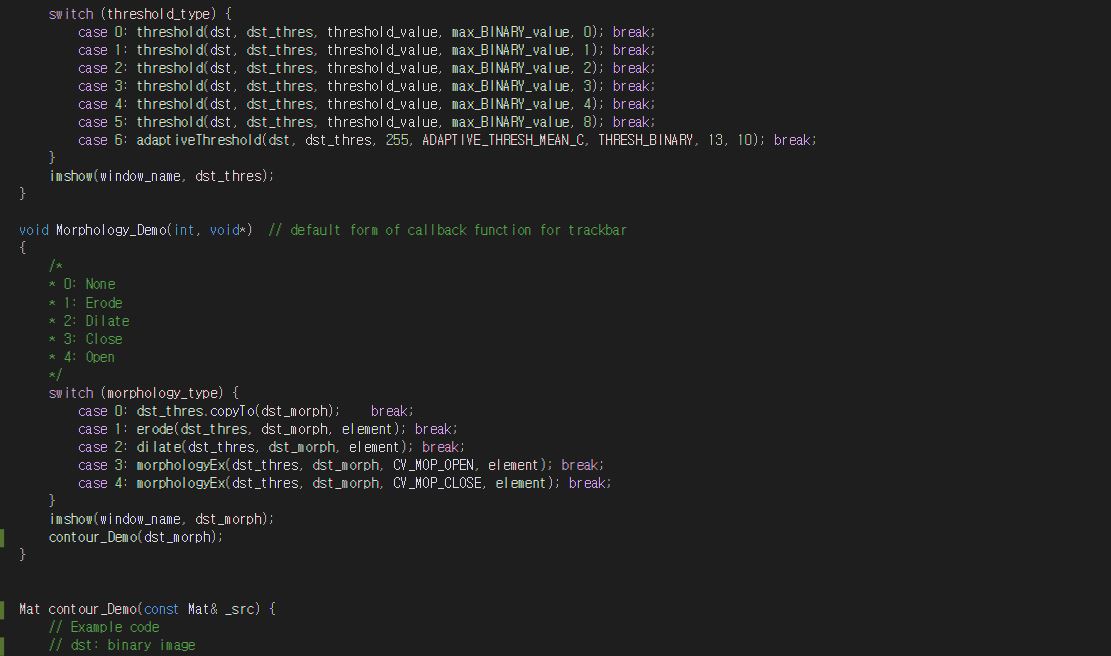 switch (threshold_type) {
case 0: threshold(dst, dst_thres, threshold_value, max_BINARY_value, 0); break;
case 1: threshold(dst, dst_thres, threshold_value, max_BINARY_value, 1); break;
case 2: threshold(dst, dst_thres, threshold_value, max_BINARY_value, 2); break;
case 3: threshold(dst, dst_thres, threshold_value, max_BINARY_value, 3); break;
case 4: threshold(dst, dst_thres, threshold_value, max_BINARY_value, 4); break;
case 5: threshold(dst, dst_thres, threshold_value, max_BINARY_value, 8); break;
case 6: adaptiveThreshold(dst, dst_thres, 255, ADAPTIVE_THRESH_MEAN_C, THRESH_BINARY, 13, 10); break;
}
imshow(window_name, dst_thres);
}
void Morphology_Demo(int, void*)  // default form of callback function for trackbar
{
/*
* 0: None
* 1: Erode
* 2: Dilate
* 3: Close
* 4: Open
*/
switch (morphology_type) {
case 0: dst_thres.copyTo(dst_morph);    break;
case 1: erode(dst_thres, dst_morph, element); break;
case 2: dilate(dst_thres, dst_morph, element); break;
case 3: morphologyEx(dst_thres, dst_morph, CV_MOP_OPEN, element); break;
case 4: morphologyEx(dst_thres, dst_morph, CV_MOP_CLOSE, element); break;
}
imshow(window_name, dst_morph);
contour_Demo(dst_morph);
}
Mat contour_Demo(const Mat& _src) {
// Example code
// dst: binary image